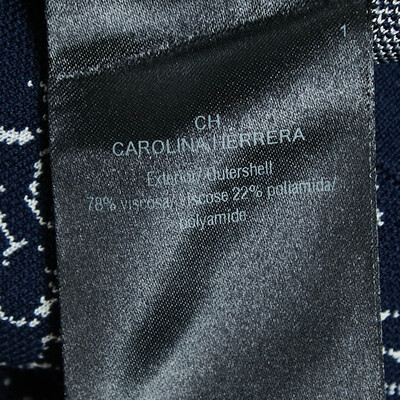 1
CH
CAROLINA HERRERA
Exterior/ Outershell
78% viscosa/ viscose 22% poliamida/
polyamide